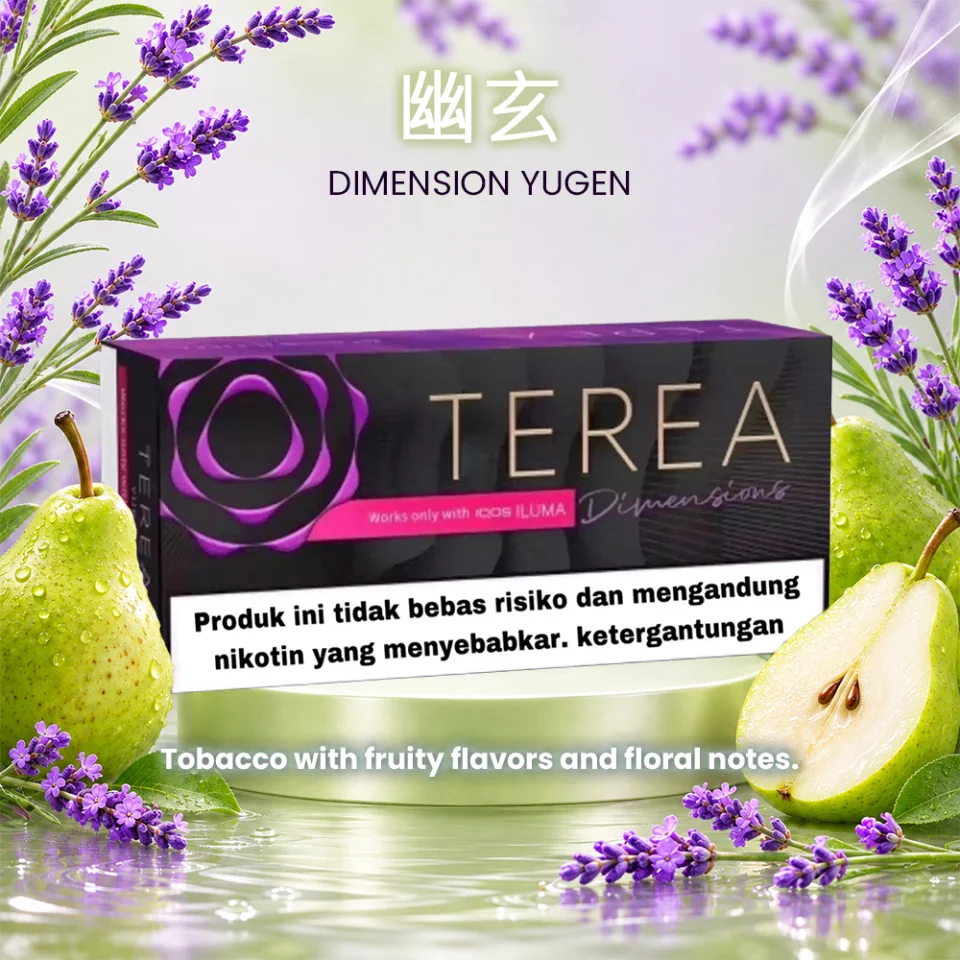 幽玄
DIMENSION YUGEN
TEREA
Works only with IQOS ILUMA
Dimensions
TEREA
Produk ini tidak bebas risiko dan mengandung
nikotin yang menyebabkar. ketergantungan
Tobacco with fruity flavors and floral notes.